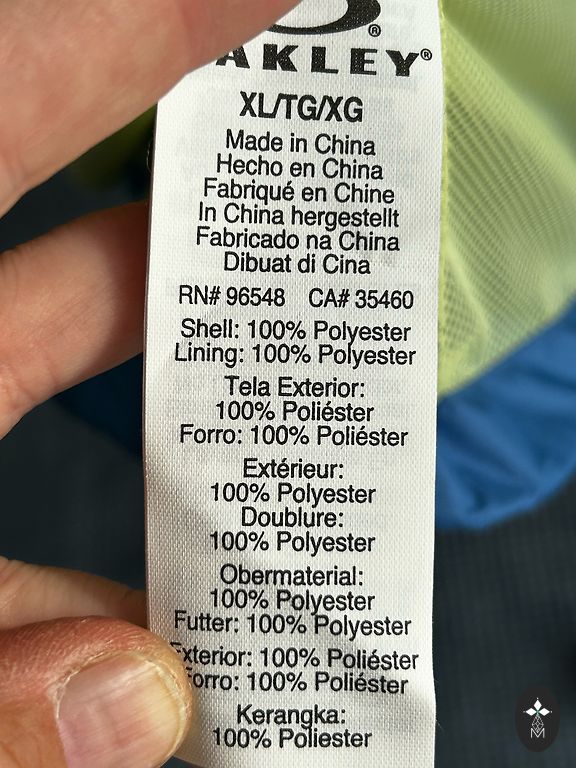 OAKLEY®
XL/TG/XG
Made in China
Hecho en China
Fabriqué en Chine
In China hergestellt
Fabricado na China
Dibuat di Cina
RN# 96548 CA# 35460
Shell: 100% Polyester
Lining: 100% Polyester
Tela Exterior:
100% Poliéster
Forro: 100% Poliéster
Extérieur:
100% Polyester
Doublure:
100% Polyester
Obermaterial:
100% Polyester
Futter: 100% Polyester
Exterior: 100% Poliéster
Forro: 100% Poliéster
Kerangka:
100% Poliester